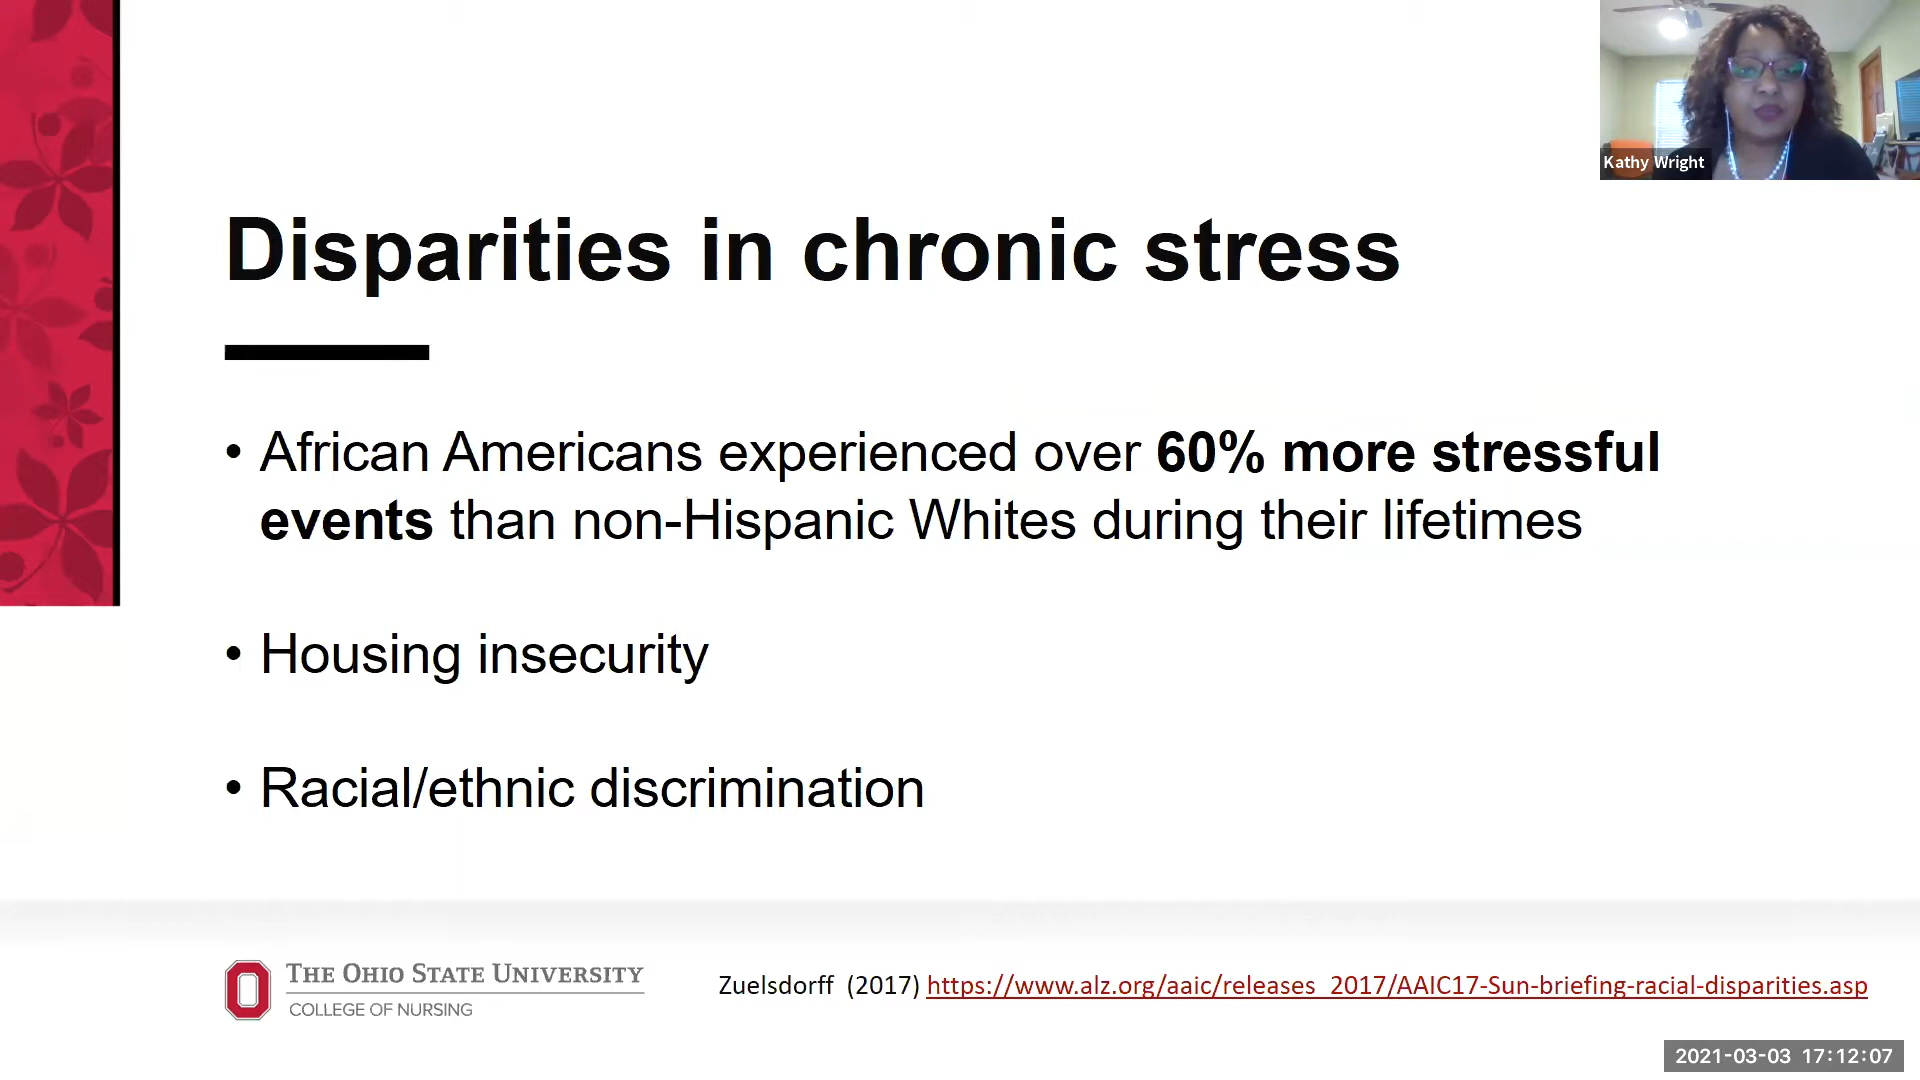 Kathy Wright
Disparities in chronic stress
• African Americans experienced over 60% more stressful
events than non-Hispanic Whites during their lifetimes
• Housing insecurity
• Racial/ethnic discrimination
THE OHIO STATE UNIVERSITY
COLLEGE OF NURSING
Zuelsdorff (2017) https://www.alz.org/aaic/releases_2017/AAIC17-Sun-briefing-racial-disparities.asp
2021-03-03 17:12:07